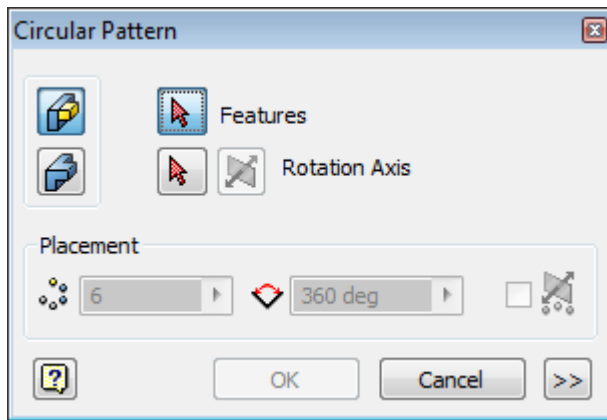 Circular Pattern
Features
Rotation Axis
Placement
6
360 deg
OK
Cancel
>>